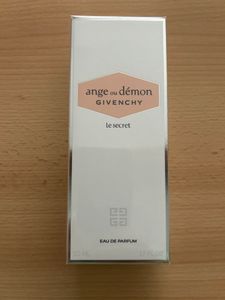 ange ou démon
GIVENCHY
le secret
EAU DE PARFUM